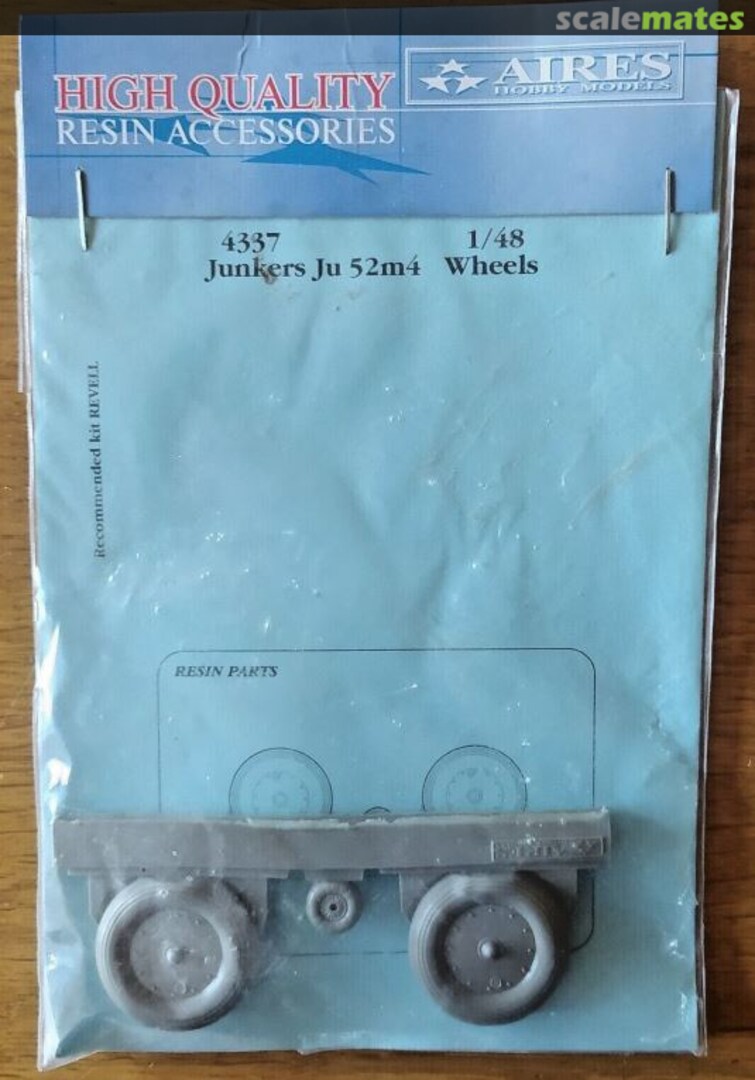 scalemates
HIGH QUALITY
RESIN ACCESSORIES
AIRES
HOBBY MODELS
4337 1/48
Junkers Ju 52m4 Wheels
Recommended kit REVELL
RESIN PARTS